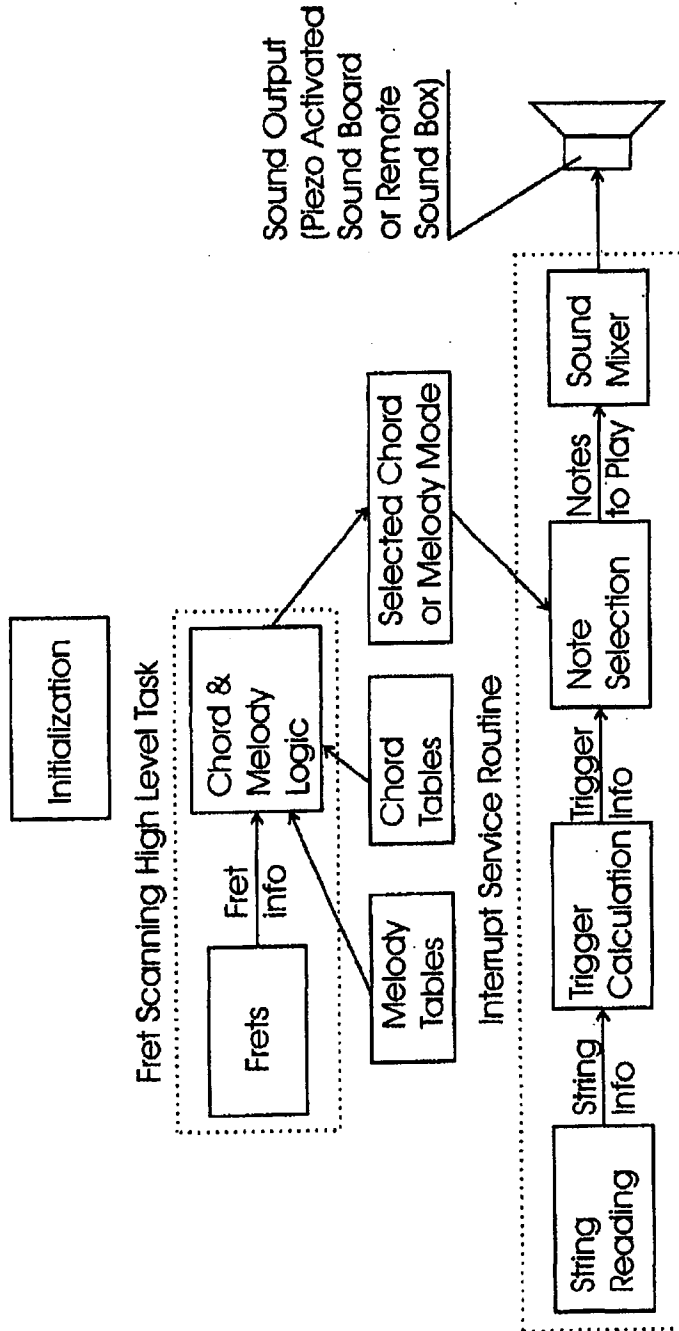 Initialization
Fret Scanning High Level Task
Frets
Fret
info
Chord &
Melody
Logic
Melody
Tables
Chord
Tables
Selected Chord
or Melody Mode
Sound Output
(Piezo Activated
Sound Board
or Remote
Sound Box)
Interrupt Service Routine
String
Reading
String
Info
Trigger
Calculation
Trigger
Info
Note
Selection
Notes
to Play
Sound
Mixer